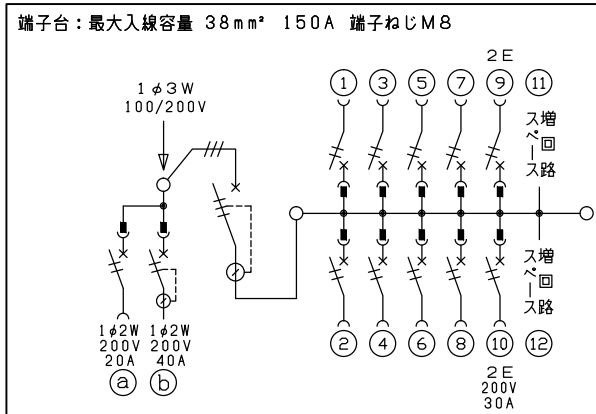 端子台：最大入線容量 38mm² 150A 端子ねじM8
1φ3W
100/200V
2E
① ③ ⑤ ⑦ ⑨ ⑪
増回路
スペース
増回路
スペース
1φ2W
200V
20A
ⓐ
1φ2W
200V
40A
ⓑ
② ④ ⑥ ⑧ ⑩ ⑫
2E
200V
30A